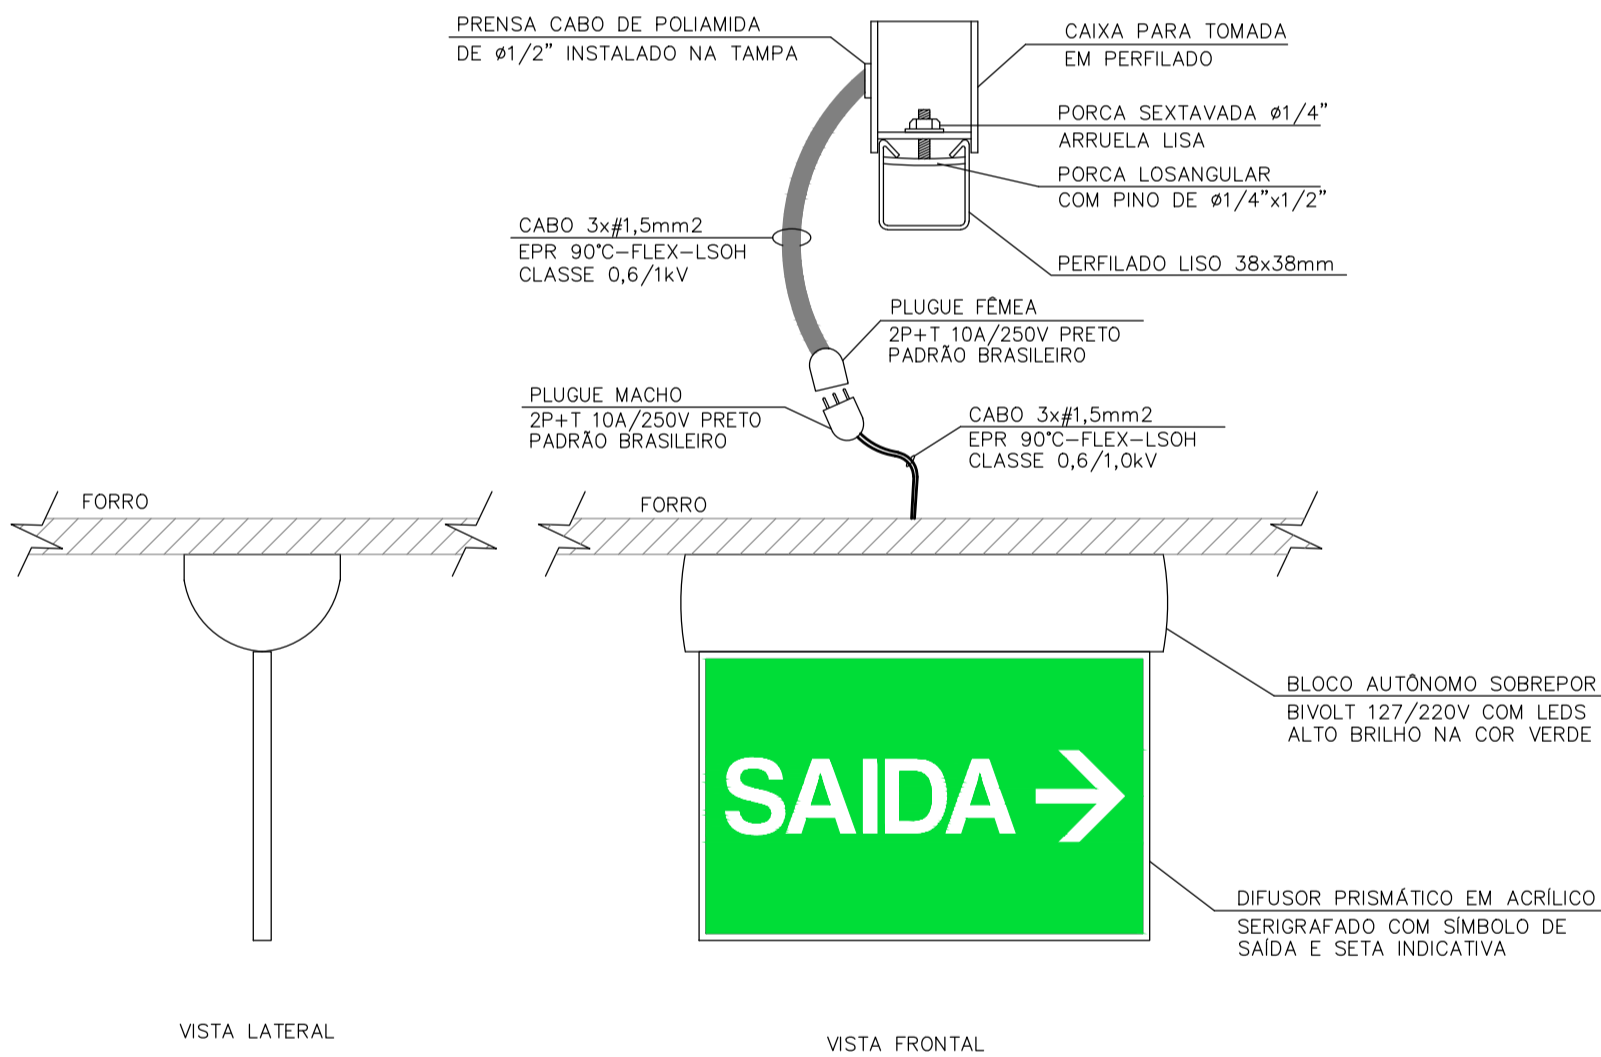 PRENSA CABO DE POLIAMIDA
DE ø1/2" INSTALADO NA TAMPA
CAIXA PARA TOMADA
EM PERFILADO
PORCA SEXTAVADA ø1/4"
ARRUELA LISA
PORCA LOSANGULAR
COM PINO DE ø1/4"x1/2"
CABO 3x#1,5mm2
EPR 90°C-FLEX-LSOH
CLASSE 0,6/1kV
PERFILADO LISO 38x38mm
PLUGUE FÊMEA
2P+T 10A/250V PRETO
PADRÃO BRASILEIRO
PLUGUE MACHO
2P+T 10A/250V PRETO
PADRÃO BRASILEIRO
CABO 3x#1,5mm2
EPR 90°C-FLEX-LSOH
CLASSE 0,6/1,0kV
FORRO
FORRO
BLOCO AUTÔNOMO SOBREPOR
BIVOLT 127/220V COM LEDS
ALTO BRILHO NA COR VERDE
SAIDA →
DIFUSOR PRISMÁTICO EM ACRÍLICO
SERIGRAFADO COM SÍMBOLO DE
SAÍDA E SETA INDICATIVA
VISTA LATERAL
VISTA FRONTAL